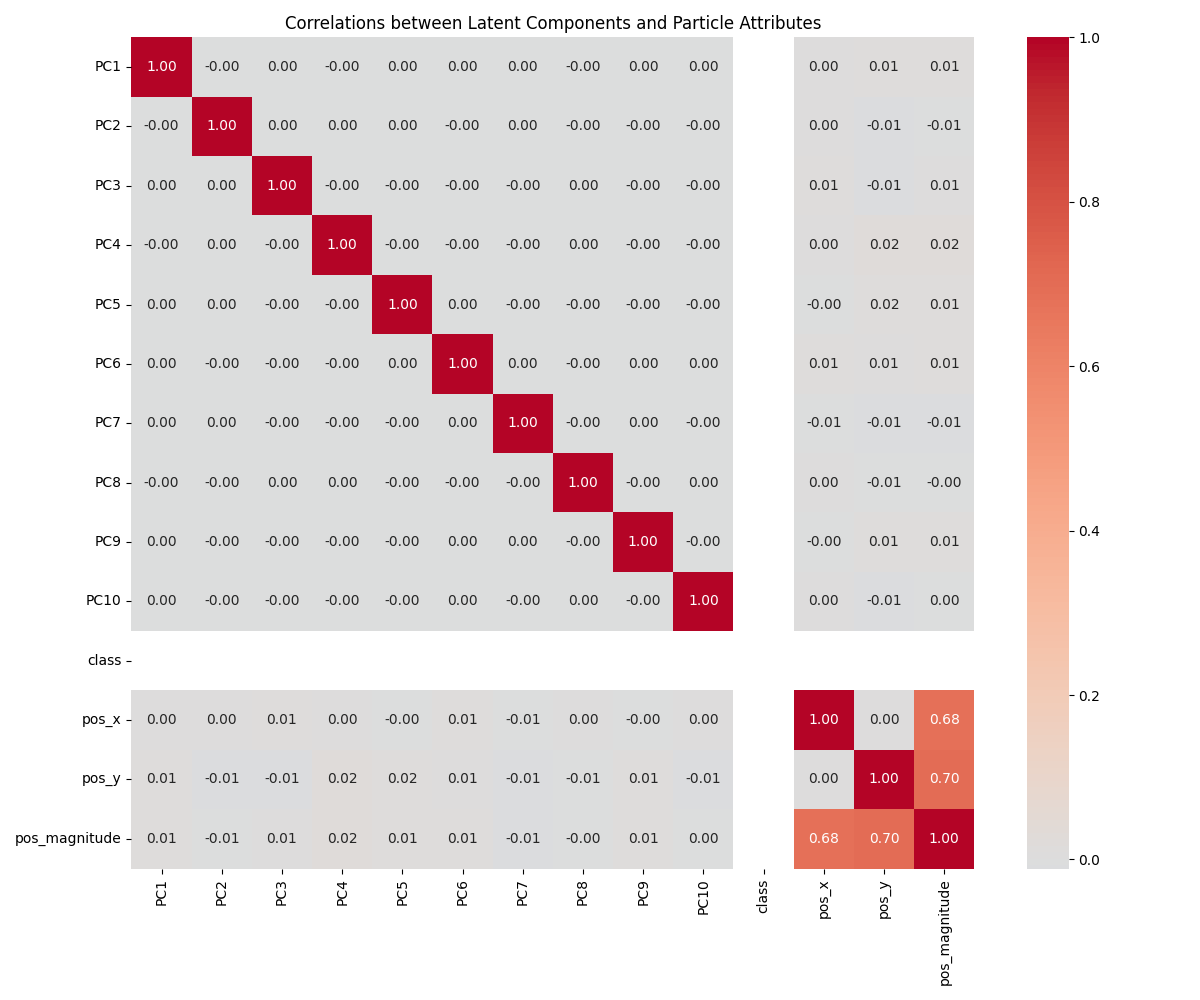 Correlations between Latent Components and Particle Attributes
PC1 1.00 -0.00 0.00 -0.00 0.00 0.00 0.00 -0.00 0.00 0.00 0.00 0.01 0.01
PC2 -0.00 1.00 0.00 0.00 0.00 -0.00 0.00 -0.00 -0.00 -0.00 0.00 -0.01 -0.01
PC3 0.00 0.00 1.00 -0.00 -0.00 -0.00 -0.00 0.00 -0.00 -0.00 0.01 -0.01 0.01
PC4 -0.00 0.00 -0.00 1.00 -0.00 -0.00 -0.00 0.00 -0.00 -0.00 0.00 0.02 0.02
PC5 0.00 0.00 -0.00 -0.00 1.00 0.00 -0.00 -0.00 -0.00 -0.00 -0.00 0.02 0.01
PC6 0.00 -0.00 -0.00 -0.00 0.00 1.00 0.00 -0.00 0.00 0.00 0.01 0.01 0.01
PC7 0.00 0.00 -0.00 -0.00 -0.00 0.00 1.00 -0.00 0.00 -0.00 -0.01 -0.01 -0.01
PC8 -0.00 -0.00 0.00 0.00 -0.00 -0.00 -0.00 1.00 -0.00 0.00 0.00 -0.01 -0.00
PC9 0.00 -0.00 -0.00 -0.00 -0.00 0.00 0.00 -0.00 1.00 -0.00 -0.00 0.01 0.01
PC10 0.00 -0.00 -0.00 -0.00 -0.00 0.00 -0.00 0.00 -0.00 1.00 0.00 -0.01 0.00
class
pos_x 0.00 0.00 0.01 0.00 -0.00 0.01 -0.01 0.00 -0.00 0.00 1.00 0.00 0.68
pos_y 0.01 -0.01 -0.01 0.02 0.02 0.01 -0.01 -0.01 0.01 -0.01 0.00 1.00 0.70
pos_magnitude 0.01 -0.01 0.01 0.02 0.01 0.01 -0.01 -0.00 0.01 0.00 0.68 0.70 1.00
PC1 PC2 PC3 PC4 PC5 PC6 PC7 PC8 PC9 PC10 class pos_x pos_y pos_magnitude
1.0
0.8
0.6
0.4
0.2
0.0